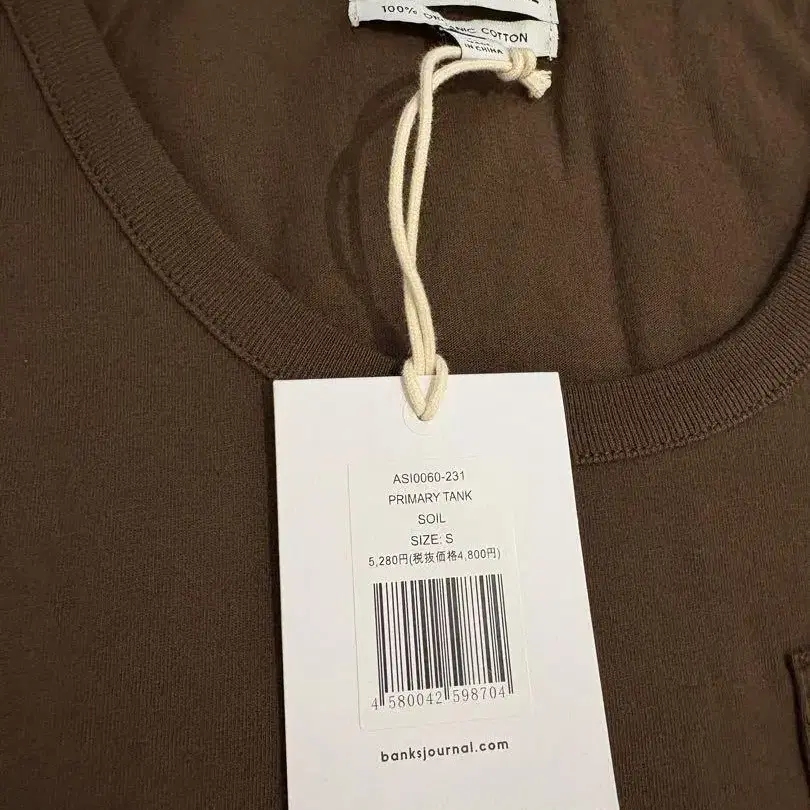 100% ORGANIC COTTON
IN CHINA
ASI0060-231
PRIMARY TANK
SOIL
SIZE: S
5,280円(税抜価格4,800円)
4 580042 598704
banksjournal.com